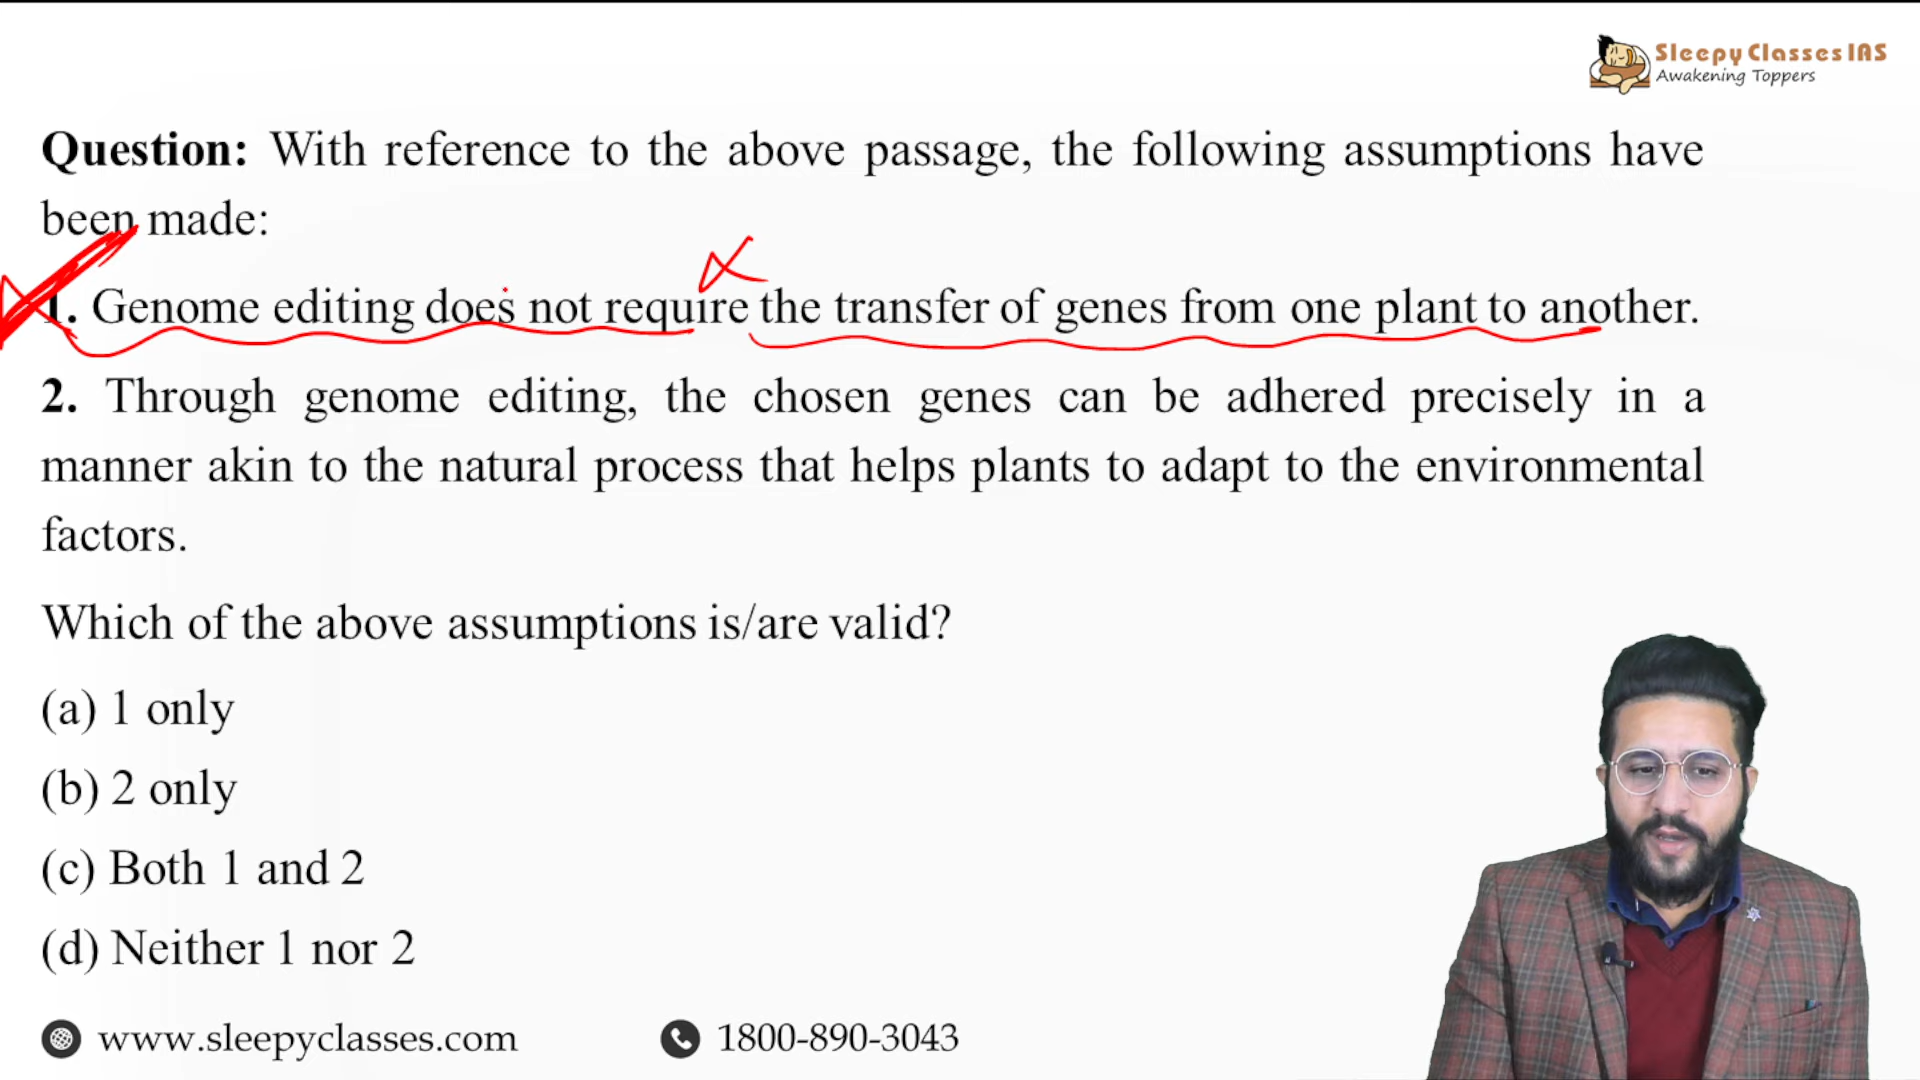 Sleepy Classes IAS
Awakening Toppers
Question: With reference to the above passage, the following assumptions have
been made:
1. Genome editing does not require the transfer of genes from one plant to another.
2. Through genome editing, the chosen genes can be adhered precisely in a
manner akin to the natural process that helps plants to adapt to the environmental
factors.
Which of the above assumptions is/are valid?
(a) 1 only
(b) 2 only
(c) Both 1 and 2
(d) Neither 1 nor 2
www.sleepyclasses.com
1800-890-3043